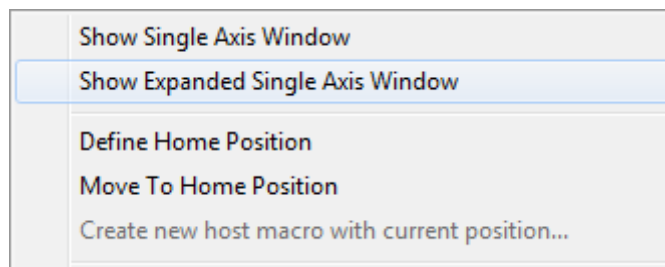 Show Single Axis Window
Show Expanded Single Axis Window
Define Home Position
Move To Home Position
Create new host macro with current position...